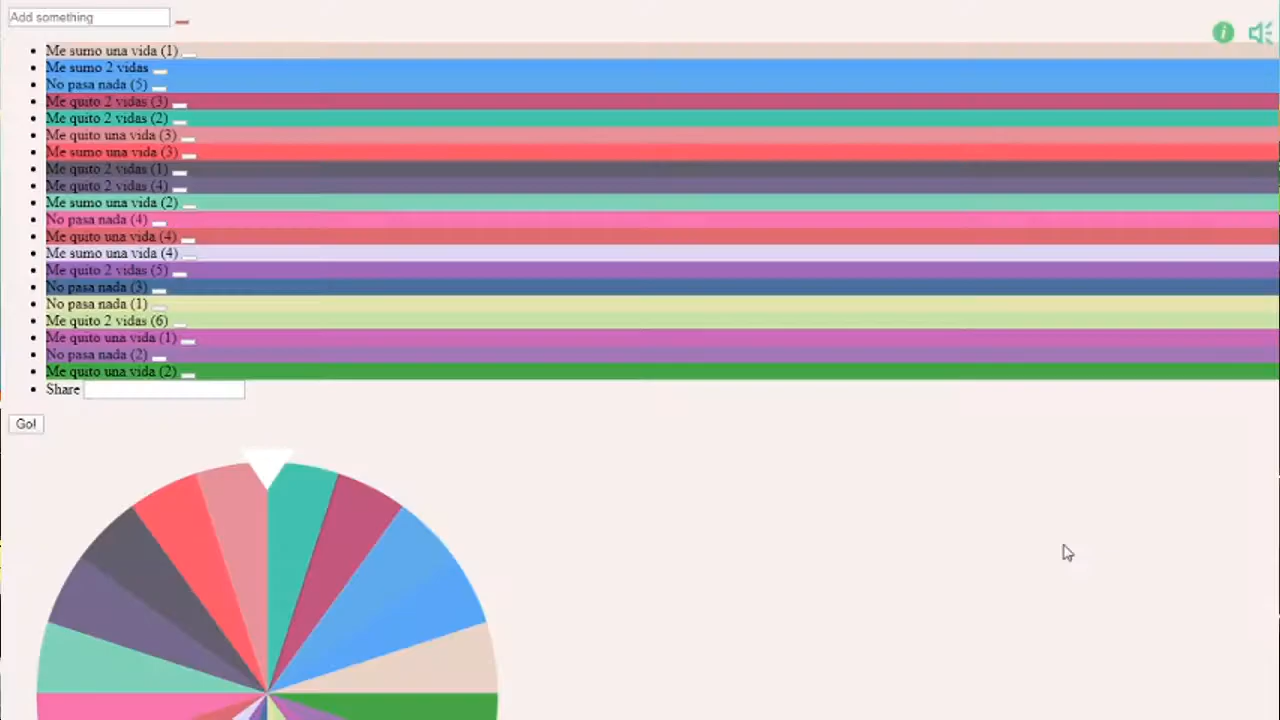 Add something
Me sumo una vida (1)
Me sumo 2 vidas
No pasa nada (5)
Me quito 2 vidas (3)
Me quito 2 vidas (2)
Me quito una vida (3)
Me sumo una vida (3)
Me quito 2 vidas (1)
Me quito 2 vidas (4)
Me sumo una vida (2)
No pasa nada (4)
Me quito una vida (4)
Me sumo una vida (4)
Me quito 2 vidas (5)
No pasa nada (3)
No pasa nada (1)
Me quito 2 vidas (6)
Me quito una vida (1)
No pasa nada (2)
Me quito una vida (2)
Share
Go!